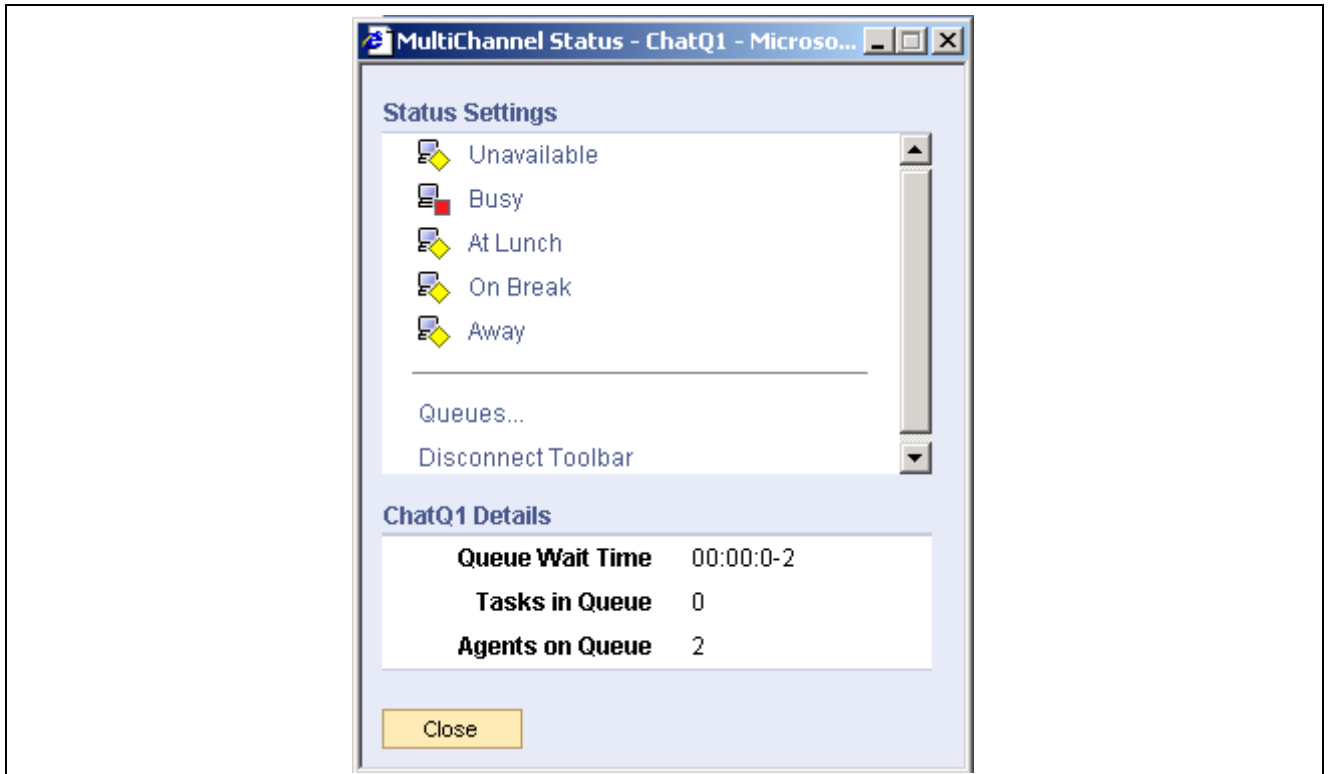 MultiChannel Status - ChatQ1 - Microso...
Status Settings
Unavailable
Busy
At Lunch
On Break
Away
Queues...
Disconnect Toolbar
ChatQ1 Details
Queue Wait Time 00:00:0-2
Tasks in Queue 0
Agents on Queue 2
Close